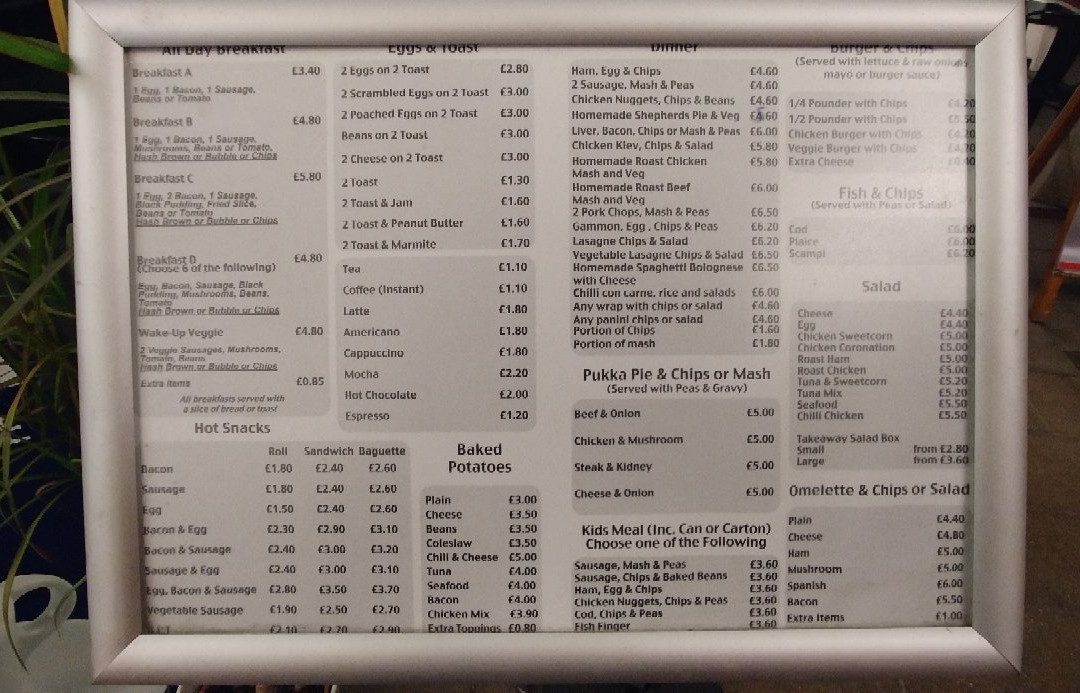 All Day Breakfast
Breakfast A £3.40
1 Egg, 1 Bacon, 1 Sausage,
Beans or Tomato
Breakfast B £4.80
1 Egg, 1 Bacon, 1 Sausage,
Mushrooms, Beans or Tomato,
Hash Brown or Bubble or Chips
Breakfast C £5.80
1 Egg, 2 Bacon, 1 Sausage,
Black Pudding, Fried Slice,
Beans or Tomato
Hash Brown or Bubble or Chips
Breakfast D £4.80
(Choose 6 of the following)
Egg, Bacon, Sausage, Black
Pudding, Mushrooms, Beans,
Tomato
Hash Brown or Bubble or Chips
Wake-Up Veggie £4.80
2 Veggie Sausages, Mushrooms,
Tomato, Beans
Hash Brown or Bubble or Chips
Extra Items £0.85
All breakfasts served with
a slice of bread or toast
Eggs & Toast
2 Eggs on 2 Toast £2.80
2 Scrambled Eggs on 2 Toast £3.00
2 Poached Eggs on 2 Toast £3.00
Beans on 2 Toast £3.00
2 Cheese on 2 Toast £3.00
2 Toast £1.30
2 Toast & Jam £1.60
2 Toast & Peanut Butter £1.60
2 Toast & Marmite £1.70
Tea £1.10
Coffee (Instant) £1.10
Latte £1.80
Americano £1.80
Cappuccino £1.80
Mocha £2.20
Hot Chocolate £2.00
Espresso £1.20
Hot Snacks
Roll Sandwich Baguette
Bacon £1.80 £2.40 £2.60
Sausage £1.80 £2.40 £2.60
Egg £1.50 £2.40 £2.60
Bacon & Egg £2.30 £2.90 £3.10
Bacon & Sausage £2.40 £3.00 £3.20
Sausage & Egg £2.40 £3.00 £3.10
Egg, Bacon & Sausage £2.80 £3.50 £3.70
Vegetable Sausage £1.90 £2.50 £2.70
£2.10 £2.70 £2.90
Baked
Potatoes
Plain £3.00
Cheese £3.50
Beans £3.50
Coleslaw £3.50
Chili & Cheese £5.00
Tuna £4.00
Seafood £4.00
Bacon £4.00
Chicken Mix £3.90
Extra Toppings £0.80
Dinner
Ham, Egg & Chips £4.60
2 Sausage, Mash & Peas £4.60
Chicken Nuggets, Chips & Beans £4.60
Homemade Shepherds Pie & Veg £4.60
Liver, Bacon, Chips or Mash & Peas £6.00
Chicken Kiev, Chips & Salad £5.80
Homemade Roast Chicken £5.80
Mash and Veg
Homemade Roast Beef £6.00
Mash and Veg
2 Pork Chops, Mash & Peas £6.50
Gammon, Egg , Chips & Peas £6.20
Lasagne Chips & Salad £6.20
Vegetable Lasagne Chips & Salad £6.50
Homemade Spaghetti Bolognese £6.50
with Cheese
Chilli con carne, rice and salads £6.00
Any wrap with chips or salad £4.60
Any panini chips or salad £4.60
Portion of Chips £1.60
Portion of mash £1.80
Pukka Pie & Chips or Mash
(Served with Peas & Gravy)
Beef & Onion £5.00
Chicken & Mushroom £5.00
Steak & Kidney £5.00
Cheese & Onion £5.00
Kids Meal (Inc, Can or Carton)
Choose one of the Following
Sausage, Mash & Peas £3.60
Sausage, Chips & Baked Beans £3.60
Ham, Egg & Chips £3.60
Chicken Nuggets, Chips & Peas £3.60
Cod, Chips & Peas £3.60
Fish Finger £3.60
Burger & Chips
(Served with lettuce & raw onions
mayo or burger sauce)
1/4 Pounder with Chips £4.20
1/2 Pounder with Chips £5.50
Chicken Burger with Chips £4.20
Veggie Burger with Chips £4.20
Extra Cheese £0.40
Fish & Chips
(Served with Peas or Salad)
Cod £6.00
Plaice £6.00
Scampi £6.20
Salad
Cheese £4.40
Egg £4.40
Chicken Sweetcorn £5.00
Chicken Coronation £5.00
Roast Ham £5.00
Roast Chicken £5.00
Tuna & Sweetcorn £5.20
Tuna Mix £5.20
Seafood £5.50
Chilli Chicken £5.50
Takeaway Salad Box
Small from £2.80
Large from £3.60
Omelette & Chips or Salad
Plain £4.40
Cheese £4.80
Ham £5.00
Mushroom £5.00
Spanish £6.00
Bacon £5.50
Extra Items £1.00